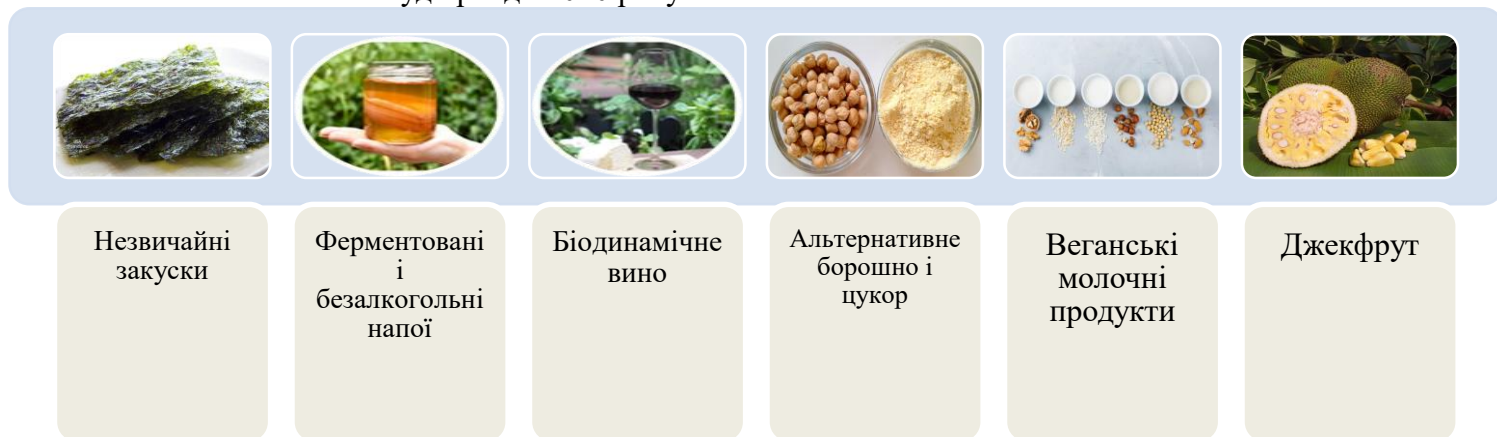 Незвичайні
закуски
Ферментовані
і
безалкогольні
напої
Біодинамічне
вино
Альтернативне
борошно і
цукор
Веганські
молочні
продукти
Джекфрут